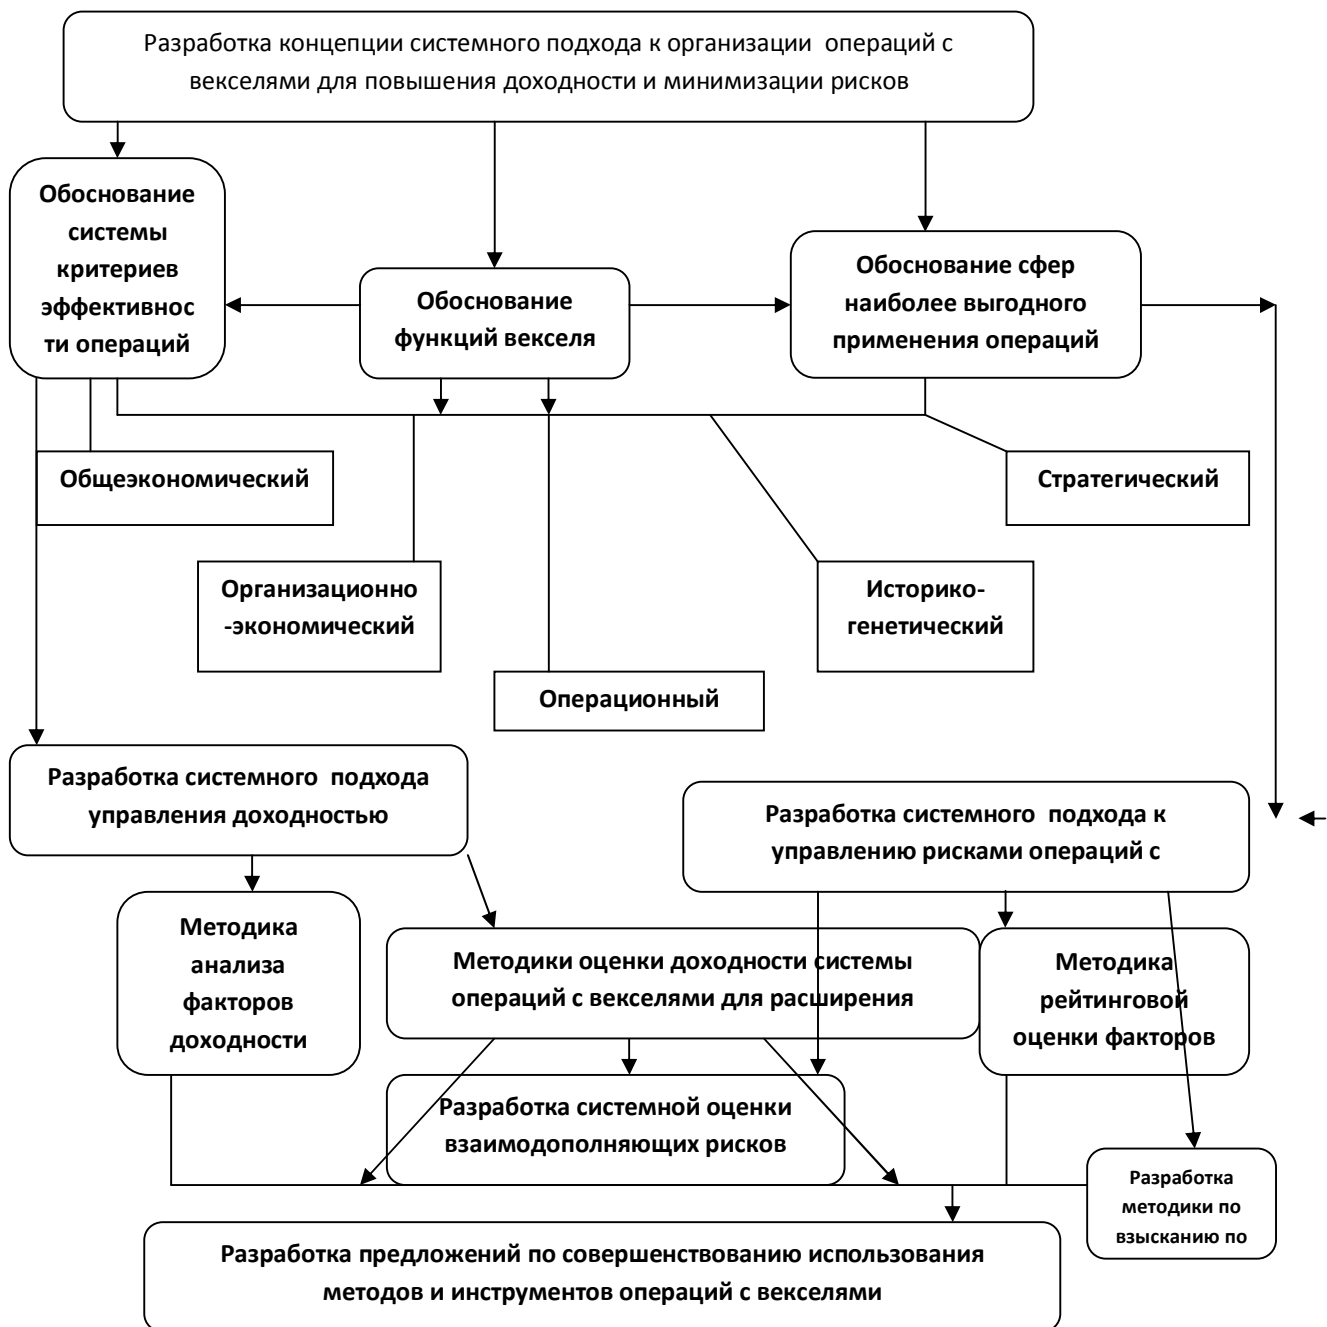 Разработка концепции системного подхода к организации операций с
векселями для повышения доходности и минимизации рисков
Обоснование
системы
критериев
эффективнос
ти операций
Обоснование
функций векселя
Обоснование сфер
наиболее выгодного
применения операций
Общеэкономический
Стратегический
Организационно
-экономический
Историко-
генетический
Операционный
Разработка системного подхода
управления доходностью
Разработка системного подхода к
управлению рисками операций с
Методика
анализа
факторов
доходности
Методики оценки доходности системы
операций с векселями для расширения
Методика
рейтинговой
оценки факторов
Разработка системной оценки
взаимодополняющих рисков
Разработка
методики по
взысканию по
Разработка предложений по совершенствованию использования
методов и инструментов операций с векселями